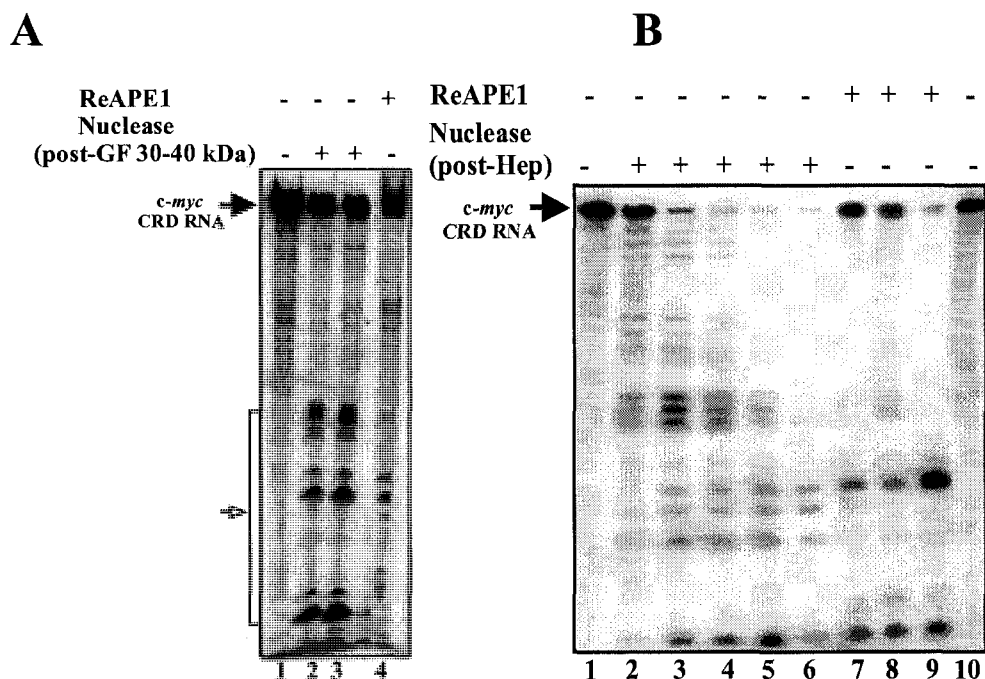 A
B
ReAPE1 - - - +
Nuclease
(post-GF 30-40 kDa) - + + -
c-myc
CRD RNA
1 2 3 4
ReAPE1 - - - - - - + + + -
Nuclease
(post-Hep) - + + + + + - - - -
c-myc
CRD RNA
1 2 3 4 5 6 7 8 9 10